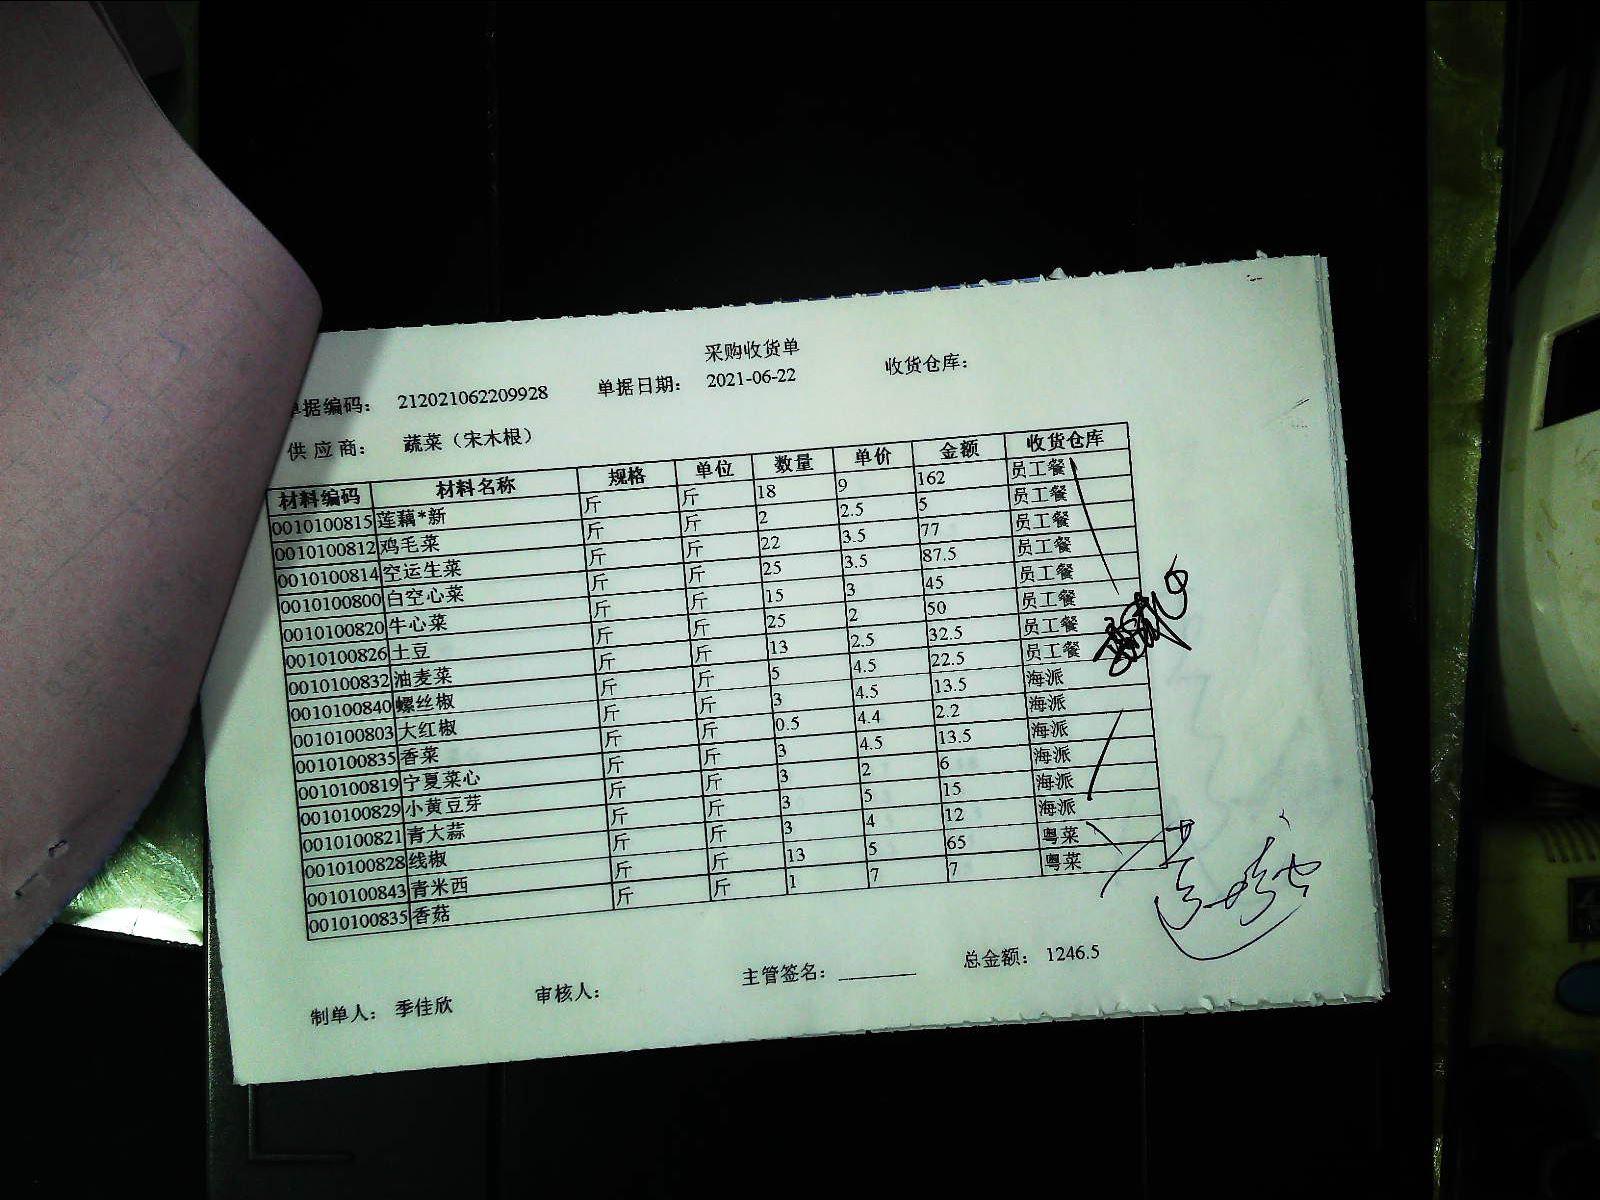 采购收货单
单据编码： 212021062209928 单据日期： 2021-06-22 收货仓库：
供 应 商： 蔬菜（宋木根）
材料编码 材料名称 规格 单位 数量 单价 金额 收货仓库
0010100815 莲藕*新 斤 斤 18 9 162 员工餐
0010100812 鸡毛菜 斤 斤 2 2.5 5 员工餐
0010100814 空运生菜 斤 斤 22 3.5 77 员工餐
0010100800 白空心菜 斤 斤 25 3.5 87.5 员工餐
0010100820 牛心菜 斤 斤 15 3 45 员工餐
0010100826 土豆 斤 斤 25 2 50 员工餐
0010100832 油麦菜 斤 斤 13 2.5 32.5 员工餐
0010100840 螺丝椒 斤 斤 5 4.5 22.5 员工餐
0010100803 大红椒 斤 斤 3 4.5 13.5 海派
0010100835 香菜 斤 斤 0.5 4.4 2.2 海派
0010100819 宁夏菜心 斤 斤 3 4.5 13.5 海派
0010100829 小黄豆芽 斤 斤 3 2 6 海派
0010100821 青大蒜 斤 斤 3 5 15 海派
0010100828 线椒 斤 斤 3 4 12 海派
0010100843 青米西 斤 斤 13 5 65 粤菜
0010100835 香菇 斤 斤 1 7 7 粤菜
制单人： 季佳欣 审核人： 主管签名： 总金额： 1246.5